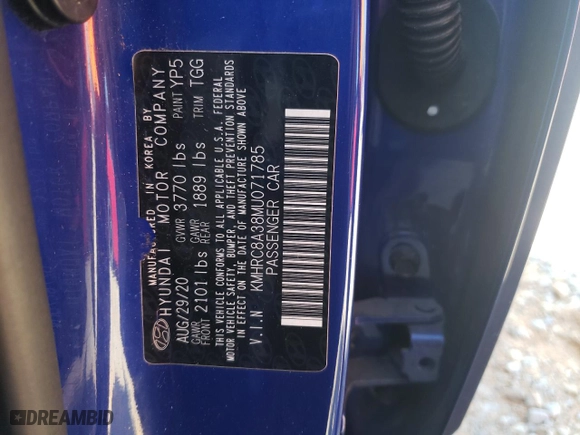 MANUFACTURED IN KOREA BY
HYUNDAI MOTOR COMPANY
AUG/29/20 GVWR 3770 lbs PAINT YP5
GAWR FRONT 2101 lbs GAWR REAR 1889 lbs TRIM TGG
THIS VEHICLE CONFORMS TO ALL APPLICABLE U.S.A. FEDERAL
MOTOR VEHICLE SAFETY, BUMPER, AND THEFT PREVENTION STANDARDS
IN EFFECT ON THE DATE OF MANUFACTURE SHOWN ABOVE
V.I.N KMHRC8A38MU071785
PASSENGER CAR
DREAMBID